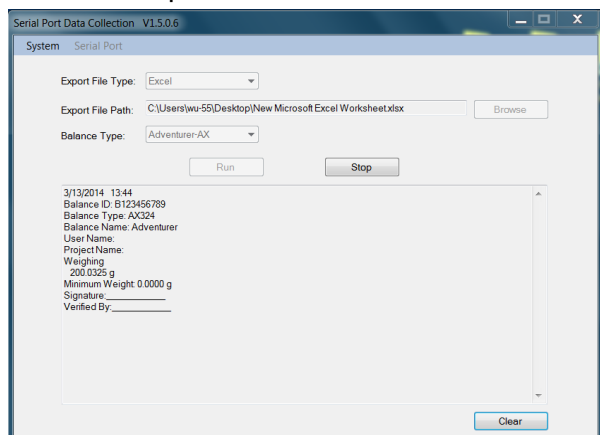 Serial Port Data Collection V1.5.0.6
System Serial Port
Export File Type: Excel
Export File Path: C:\Users\wu-55\Desktop\New Microsoft Excel Worksheet.xlsx Browse
Balance Type: Adventurer-AX
Run Stop
3/13/2014 13:44
Balance ID: B123456789
Balance Type: AX324
Balance Name: Adventurer
User Name:
Project Name:
Weighing
200.0325 g
Minimum Weight: 0.0000 g
Signature:___________
Verified By:___________
Clear